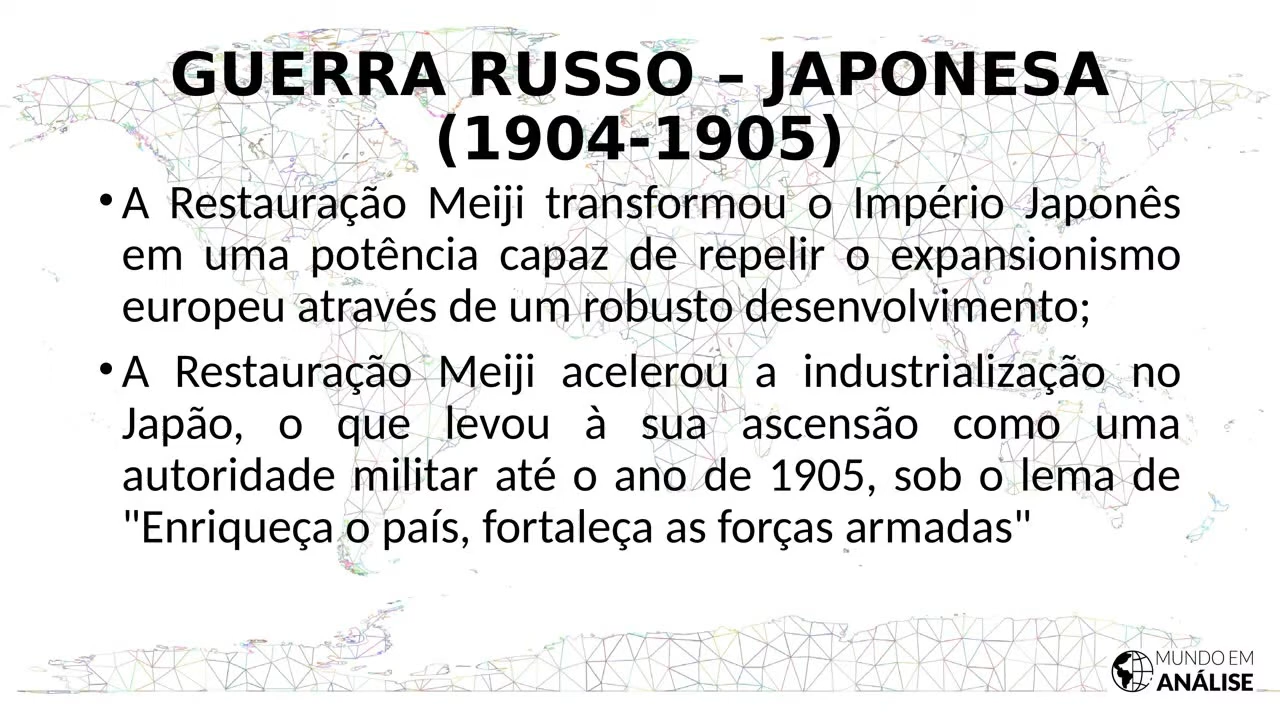 GUERRA RUSSO – JAPONESA
(1904-1905)
• A Restauração Meiji transformou o Império Japonês
em uma potência capaz de repelir o expansionismo
europeu através de um robusto desenvolvimento;
• A Restauração Meiji acelerou a industrialização no
Japão, o que levou à sua ascensão como uma
autoridade militar até o ano de 1905, sob o lema de
"Enriqueça o país, fortaleça as forças armadas"
MUNDO EM
ANÁLISE